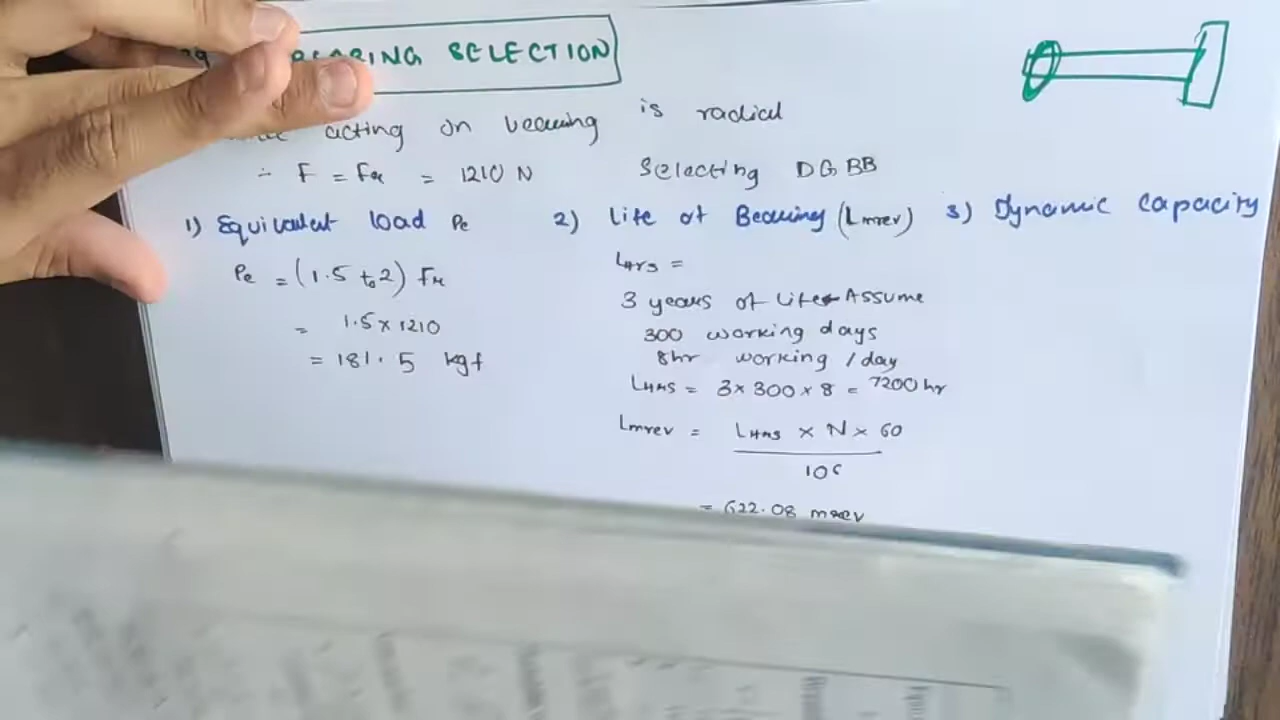 BEARING SELECTION
acting on bearing is radial
∴ F = Fr = 1210 N Selecting DGBB
1) Equivalent load Pe
Pe = (1.5 to 2) Fr
= 1.5 x 1210
= 181.5 kgf
2) Life of Bearing (Lmrev)
LHrs =
3 years of Life Assume
300 working days
8hr working /day
LHrs = 3 x 300 x 8 = 7200 hr
Lmrev = LHrs x N x 60
10⁶
= 622.08 mrev
3) Dynamic capacity